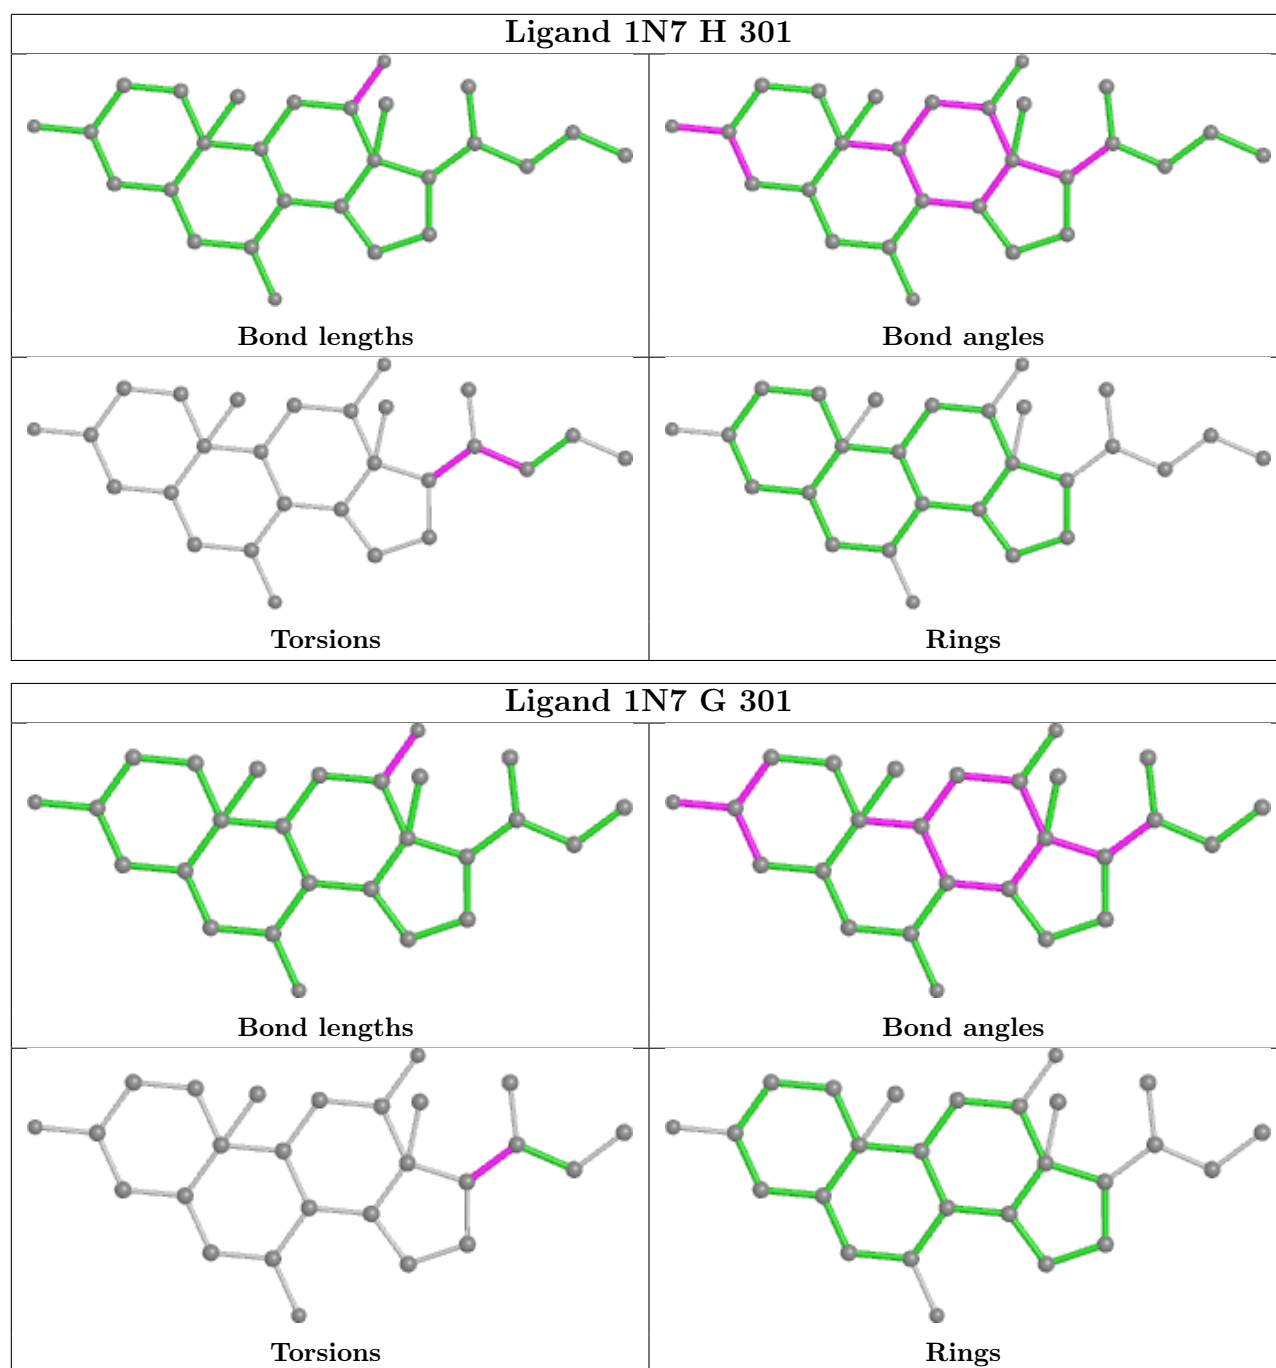 Ligand 1N7 H 301
Bond lengths
Bond angles
Torsions
Rings
Ligand 1N7 G 301
Bond lengths
Bond angles
Torsions
Rings